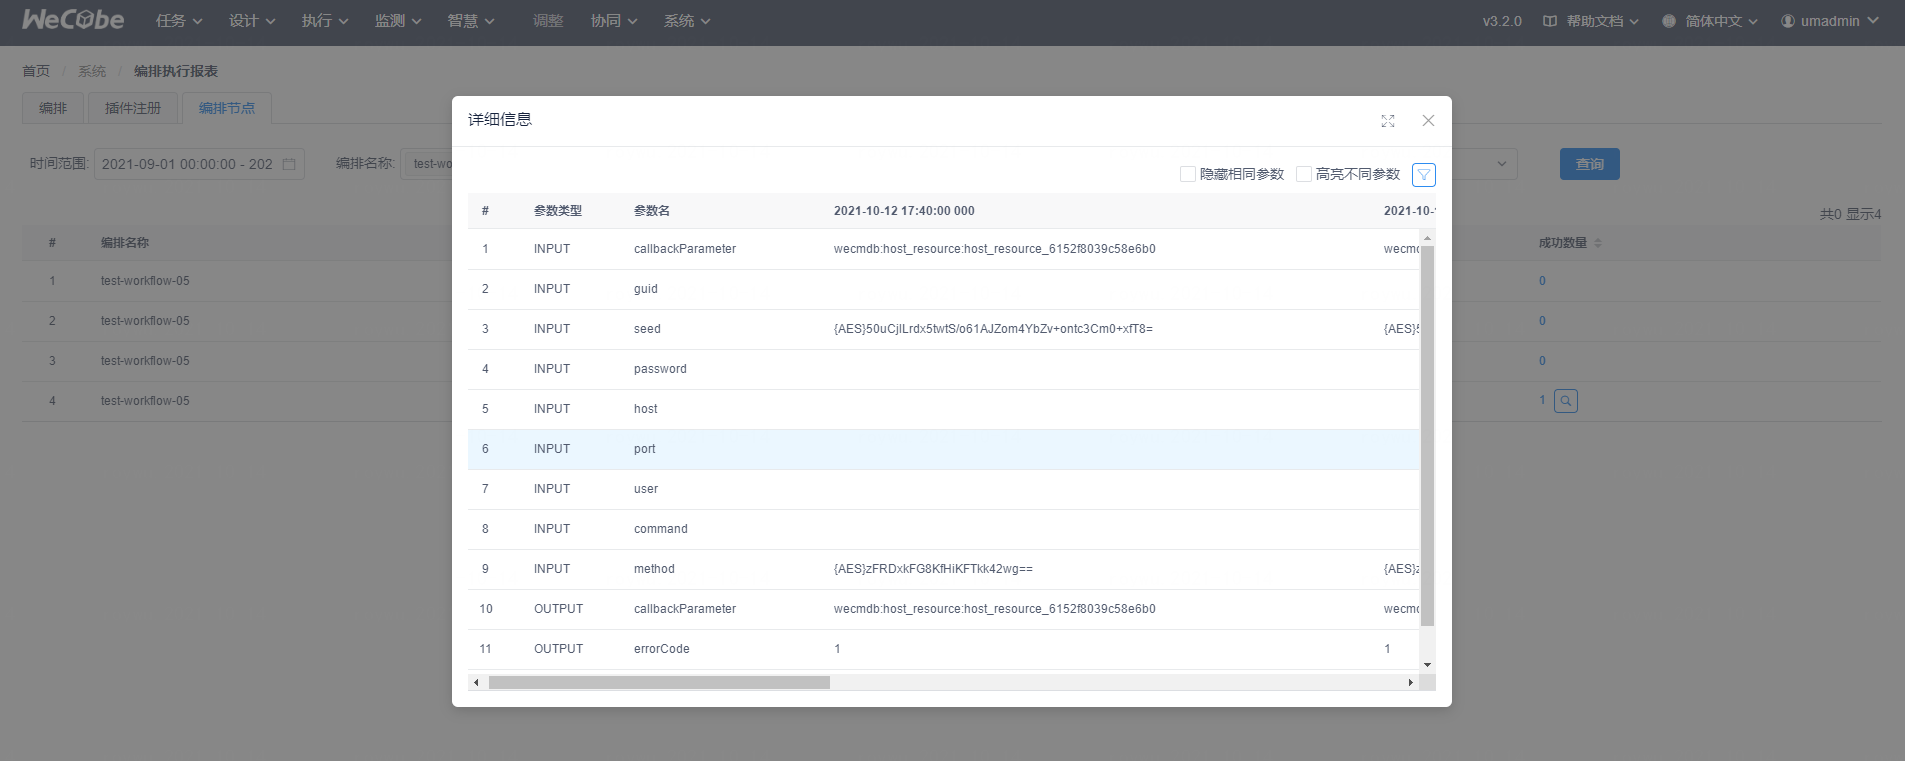 WeCube 任务 设计 执行 监测 智慧 调整 协同 系统 v3.2.0 帮助文档 简体中文 umadmin
首页 / 系统 / 编排执行报表
编排 插件注册 编排节点
时间范围: 2021-09-01 00:00:00 - 202 编排名称: test-wo 查询
共0 显示4
# 编排名称 成功数量
1 test-workflow-05 0
2 test-workflow-05 0
3 test-workflow-05 0
4 test-workflow-05 1
详细信息
隐藏相同参数 高亮不同参数
# 参数类型 参数名 2021-10-12 17:40:00 000 2021-10-
1 INPUT callbackParameter wecmdb:host_resource:host_resource_6152f8039c58e6b0 wecmd
2 INPUT guid
3 INPUT seed {AES}50uCjlLrdx5twtS/o61AJZom4YbZv+ontc3Cm0+xfT8= {AES}5
4 INPUT password
5 INPUT host
6 INPUT port
7 INPUT user
8 INPUT command
9 INPUT method {AES}zFRDxkFG8KfHiKFTkk42wg== {AES}z
10 OUTPUT callbackParameter wecmdb:host_resource:host_resource_6152f8039c58e6b0 wecmd
11 OUTPUT errorCode 1 1